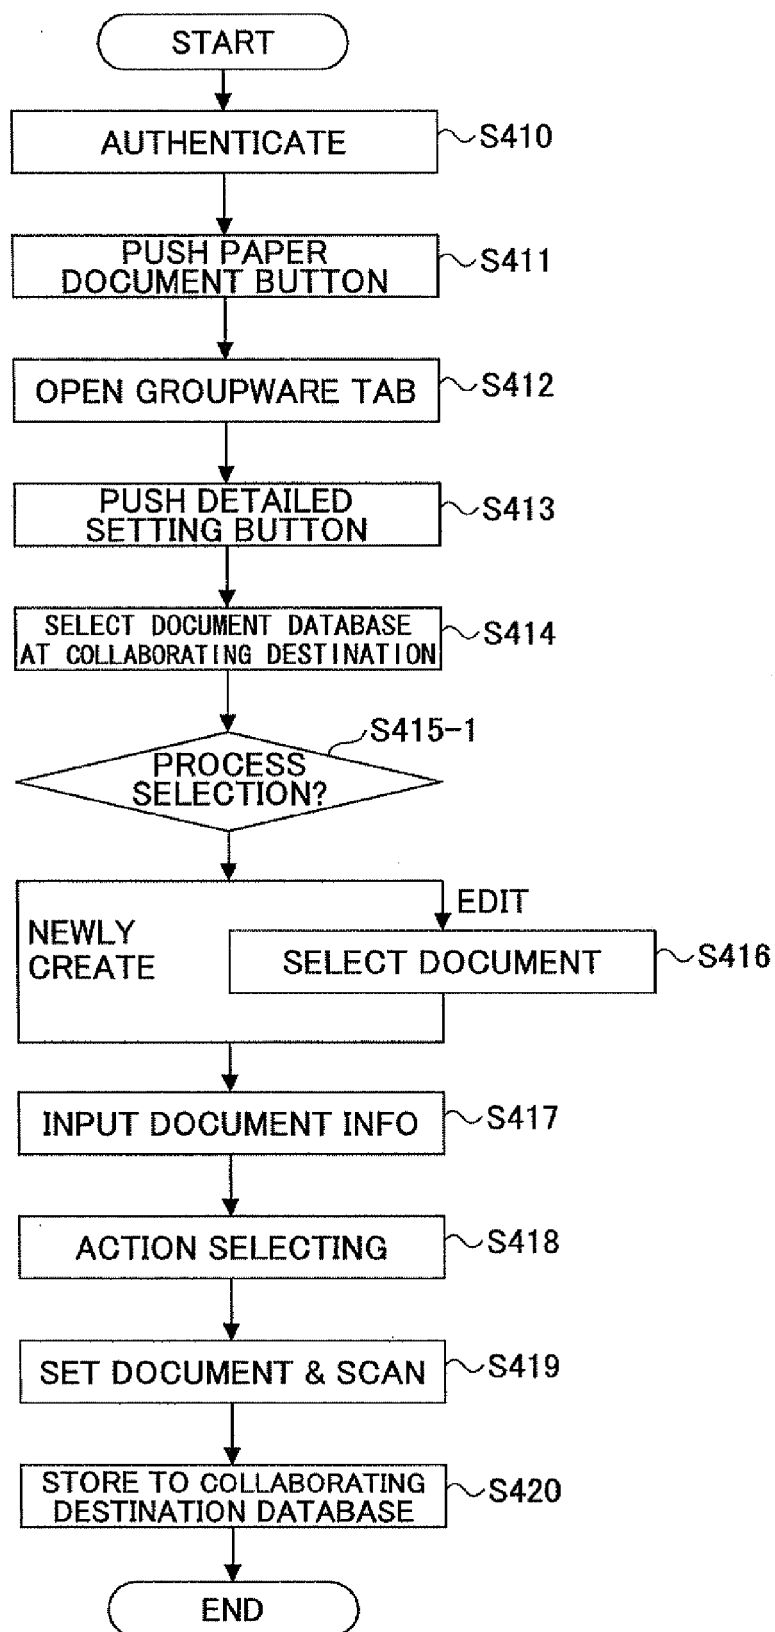 START
AUTHENTICATE
S410
PUSH PAPER
DOCUMENT BUTTON
S411
OPEN GROUPWARE TAB
S412
PUSH DETAILED
SETTING BUTTON
S413
SELECT DOCUMENT DATABASE
AT COLLABORATING DESTINATION
S414
S415-1
PROCESS
SELECTION?
EDIT
NEWLY
CREATE
SELECT DOCUMENT
S416
INPUT DOCUMENT INFO
S417
ACTION SELECTING
S418
SET DOCUMENT & SCAN
S419
STORE TO COLLABORATING
DESTINATION DATABASE
S420
END